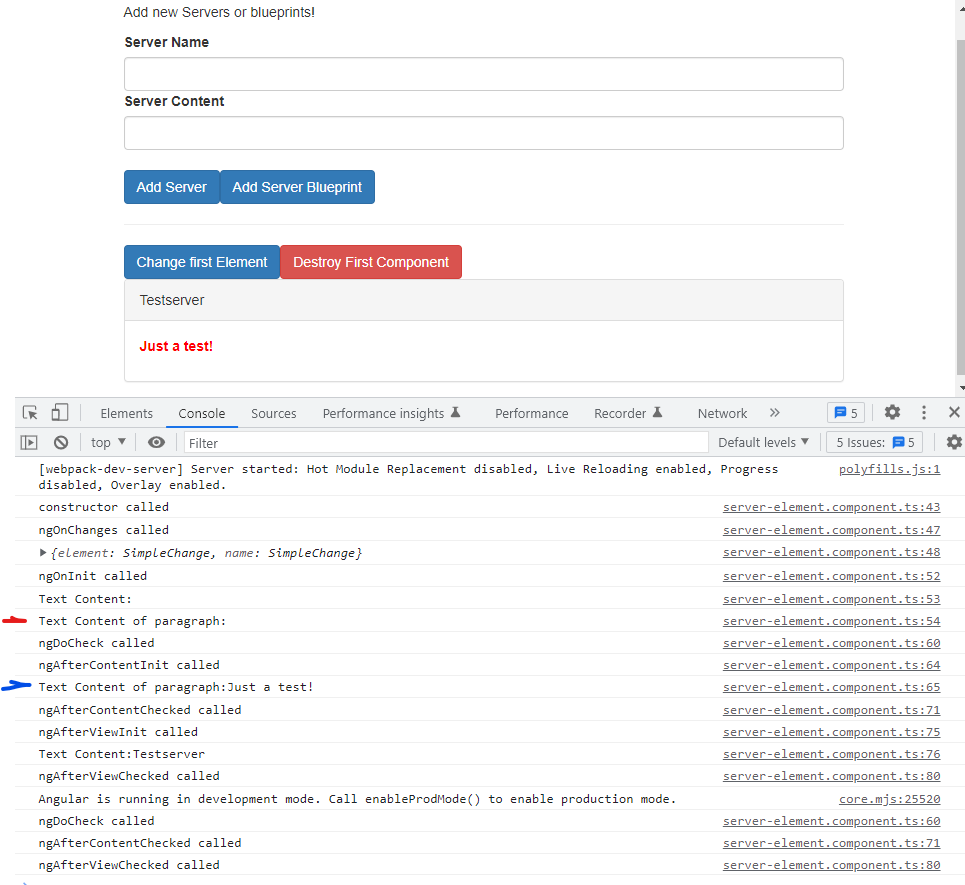 Add new Servers or blueprints!
Server Name
Server Content
Add Server Add Server Blueprint
Change first Element Destroy First Component
Testserver
Just a test!
Elements Console Sources Performance insights Performance Recorder Network » 5
top Filter Default levels 5 Issues: 5
[webpack-dev-server] Server started: Hot Module Replacement disabled, Live Reloading enabled, Progress polyfills.js:1
disabled, Overlay enabled.
constructor called server-element.component.ts:43
ngOnChanges called server-element.component.ts:47
{element: SimpleChange, name: SimpleChange} server-element.component.ts:48
ngOnInit called server-element.component.ts:52
Text Content: server-element.component.ts:53
Text Content of paragraph: server-element.component.ts:54
ngDoCheck called server-element.component.ts:60
ngAfterContentInit called server-element.component.ts:64
Text Content of paragraph:Just a test! server-element.component.ts:65
ngAfterContentChecked called server-element.component.ts:71
ngAfterViewInit called server-element.component.ts:75
Text Content:Testserver server-element.component.ts:76
ngAfterViewChecked called server-element.component.ts:80
Angular is running in development mode. Call enableProdMode() to enable production mode. core.mjs:25520
ngDoCheck called server-element.component.ts:60
ngAfterContentChecked called server-element.component.ts:71
ngAfterViewChecked called server-element.component.ts:80